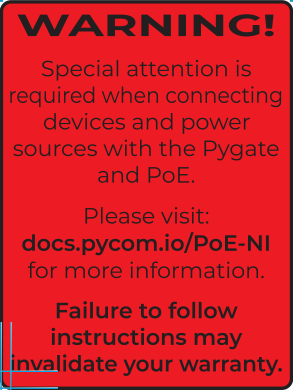 WARNING!
Special attention is
required when connecting
devices and power
sources with the Pygate
and PoE.
Please visit:
docs.pycom.io/PoE-NI
for more information.
Failure to follow
instructions may
invalidate your warranty.